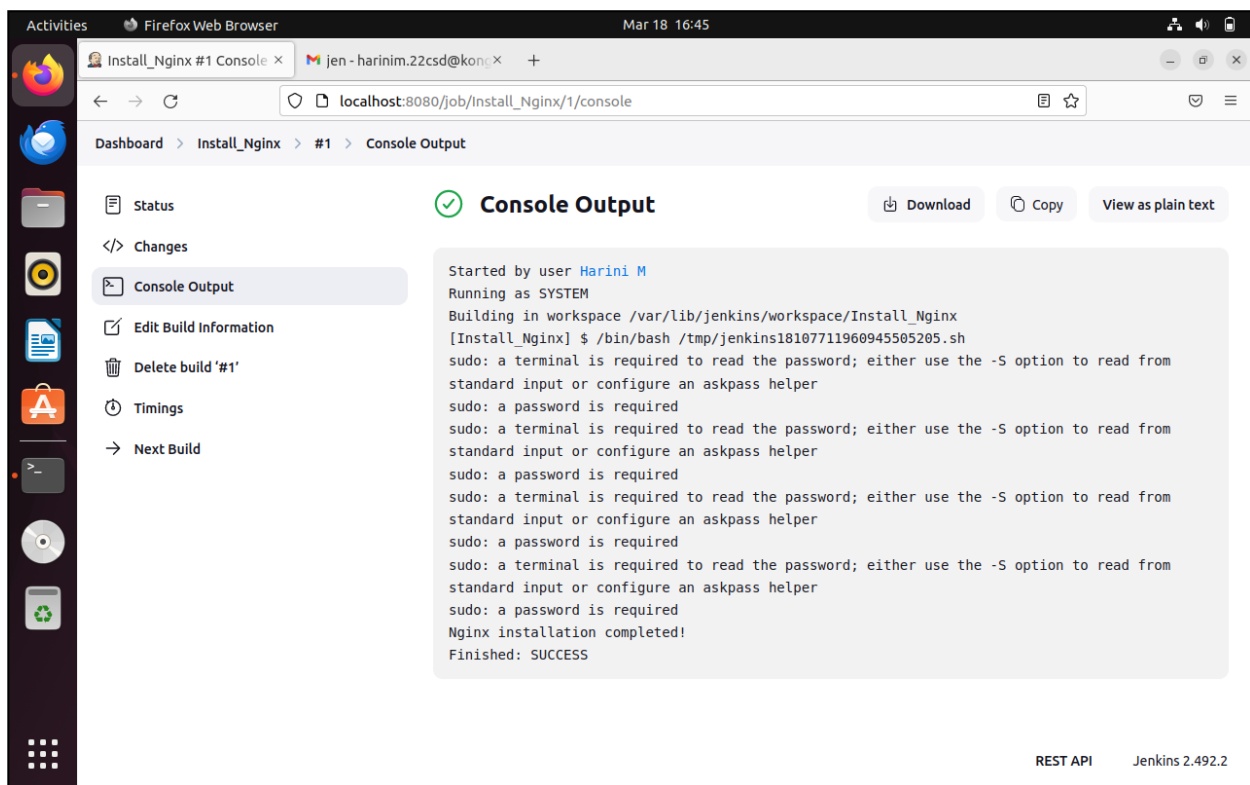 Activities Firefox Web Browser Mar 18 16:45
Install_Nginx #1 Console × jen - harinim.22csd@kong × +
localhost:8080/job/Install_Nginx/1/console
Dashboard > Install_Nginx > #1 > Console Output
Status
Changes
Console Output
Edit Build Information
Delete build ‘#1’
Timings
Next Build
Console Output Download Copy View as plain text
Started by user Harini M
Running as SYSTEM
Building in workspace /var/lib/jenkins/workspace/Install_Nginx
[Install_Nginx] $ /bin/bash /tmp/jenkins18107711960945505205.sh
sudo: a terminal is required to read the password; either use the -S option to read from
standard input or configure an askpass helper
sudo: a password is required
sudo: a terminal is required to read the password; either use the -S option to read from
standard input or configure an askpass helper
sudo: a password is required
sudo: a terminal is required to read the password; either use the -S option to read from
standard input or configure an askpass helper
sudo: a password is required
sudo: a terminal is required to read the password; either use the -S option to read from
standard input or configure an askpass helper
sudo: a password is required
Nginx installation completed!
Finished: SUCCESS
REST API Jenkins 2.492.2